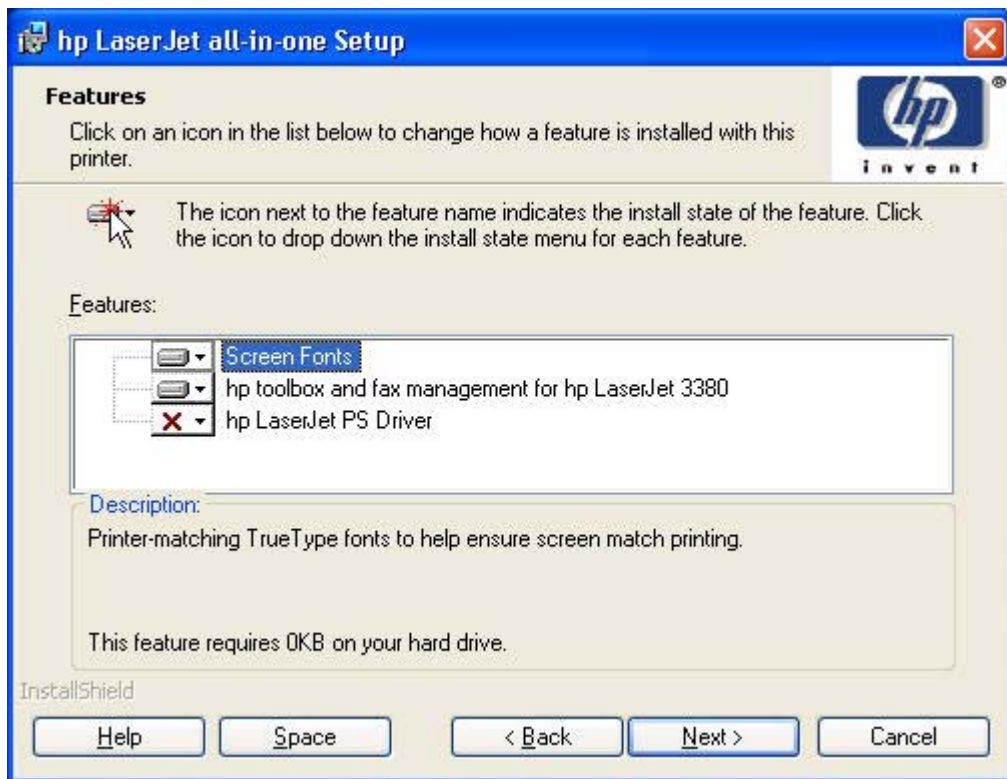 hp LaserJet all-in-one Setup
Features
Click on an icon in the list below to change how a feature is installed with this
printer.
hp
®
invent
The icon next to the feature name indicates the install state of the feature. Click
the icon to drop down the install state menu for each feature.
Features:
Screen Fonts
hp toolbox and fax management for hp LaserJet 3380
hp LaserJet PS Driver
Description:
Printer-matching TrueType fonts to help ensure screen match printing.
This feature requires 0KB on your hard drive.
InstallShield
Help
Space
< Back
Next >
Cancel